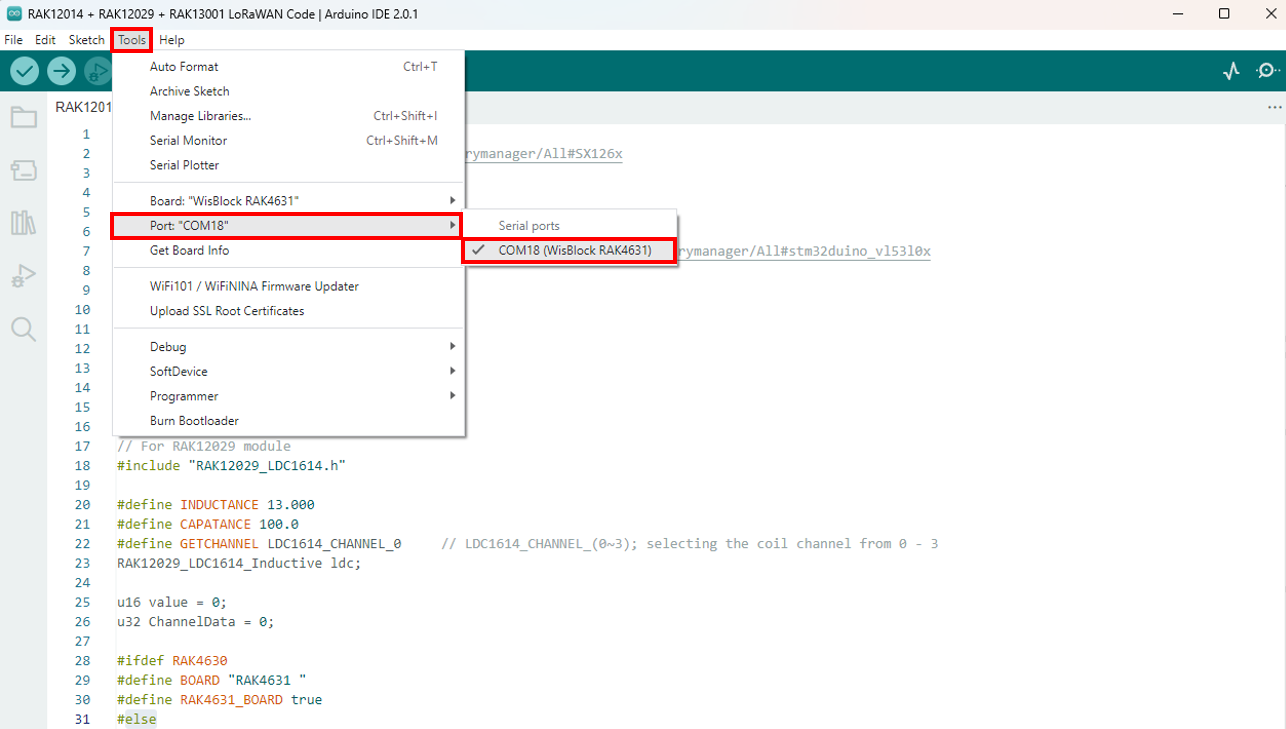 RAK12014 + RAK12029 + RAK13001 LoRaWAN Code | Arduino IDE 2.0.1
File Edit Sketch Tools Help
RAK1201
Auto Format Ctrl+T
Archive Sketch
Manage Libraries... Ctrl+Shift+I
Serial Monitor Ctrl+Shift+M
Serial Plotter
Board: "WisBlock RAK4631"
Port: "COM18"
Get Board Info
WiFi101 / WiFiNINA Firmware Updater
Upload SSL Root Certificates
Debug
SoftDevice
Programmer
Burn Bootloader
Serial ports
COM18 (WisBlock RAK4631)
1
2 rymanager/All#SX126x
3
4
5
6
7 rymanager/All#stm32duino_vl53l0x
8
9
10
11
12
13
14
15
16
17 // For RAK12029 module
18 #include "RAK12029_LDC1614.h"
19
20 #define INDUCTANCE 13.000
21 #define CAPATANCE 100.0
22 #define GETCHANNEL LDC1614_CHANNEL_0 // LDC1614_CHANNEL_(0~3); selecting the coil channel from 0 - 3
23 RAK12029_LDC1614_Inductive ldc;
24
25 u16 value = 0;
26 u32 ChannelData = 0;
27
28 #ifdef RAK4630
29 #define BOARD "RAK4631 "
30 #define RAK4631_BOARD true
31 #else